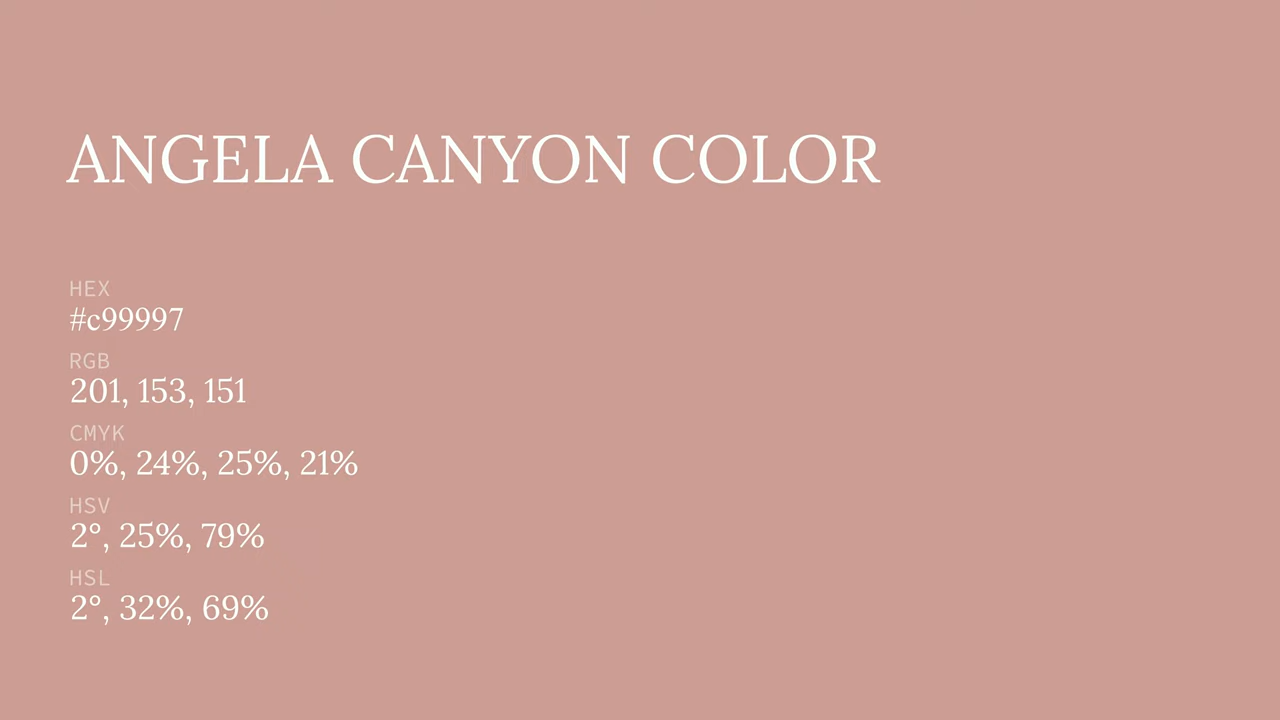 ANGELA CANYON COLOR
HEX
#c99997
RGB
201, 153, 151
CMYK
0%, 24%, 25%, 21%
HSV
2°, 25%, 79%
HSL
2°, 32%, 69%